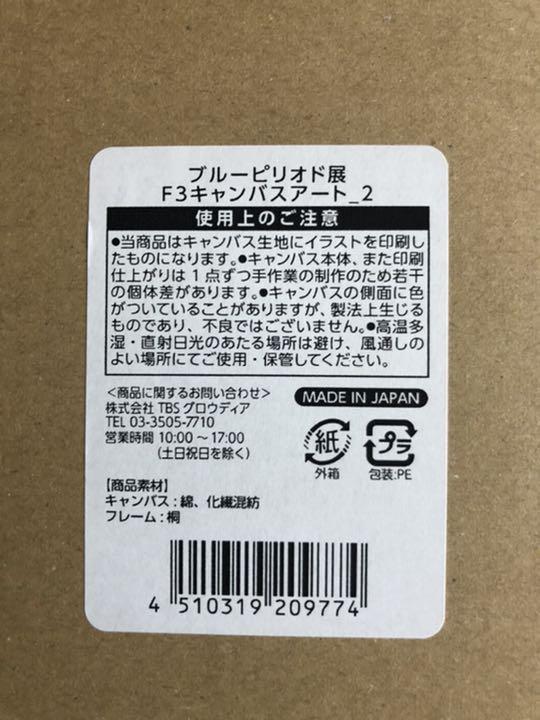 ブルーピリオド展
F3キャンバスアート_2
使用上のご注意
●当商品はキャンバス生地にイラストを印刷し
たものになります。●キャンバス本体、また印刷
仕上がりは1点ずつ手作業の制作のため若干
の個体差があります。●キャンバスの側面に色
がついていることがありますが、製法上生じる
ものであり、不良ではございません。●高温多
湿・直射日光のあたる場所は避け、風通しの
よい場所にてご使用・保管してください。
<商品に関するお問い合わせ>
株式会社 TBS グロウディア
TEL 03-3505-7710
営業時間 10:00〜17:00
(土日祝日を除く)
MADE IN JAPAN
紙
外箱
プラ
包装:PE
【商品素材】
キャンバス:綿、化繊混紡
フレーム:桐
4 510319 209774